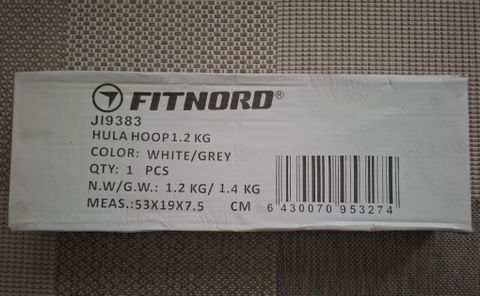 FITNORD®
JI9383
HULA HOOP1.2 KG
COLOR: WHITE/GREY
QTY: 1 PCS
N.W/G.W.: 1.2 KG/ 1.4 KG
MEAS.:53X19X7.5 CM
6 430070 953274